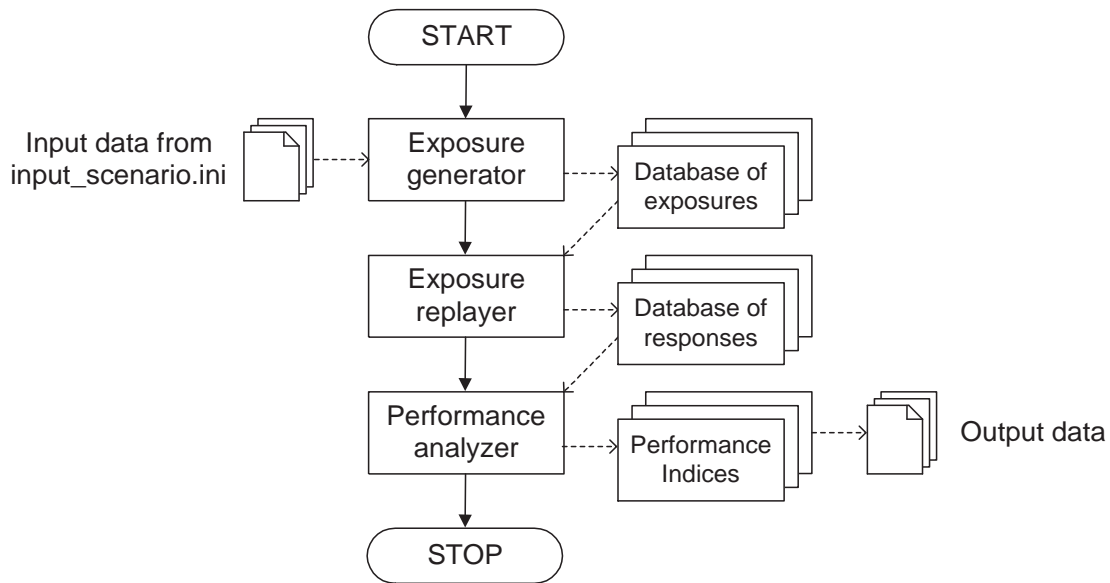 START
Input data from
input_scenario.ini
Exposure
generator
Database of
exposures
Exposure
replayer
Database of
responses
Performance
analyzer
Performance
Indices
Output data
STOP